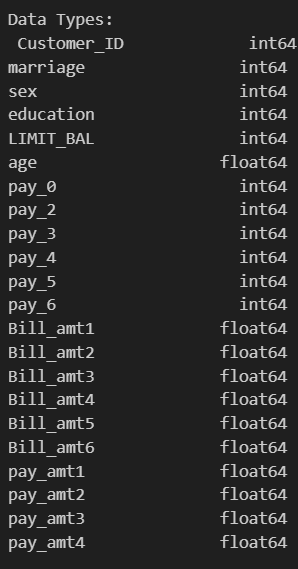 Data Types:
Customer_ID int64
marriage int64
sex int64
education int64
LIMIT_BAL int64
age float64
pay_0 int64
pay_2 int64
pay_3 int64
pay_4 int64
pay_5 int64
pay_6 int64
Bill_amt1 float64
Bill_amt2 float64
Bill_amt3 float64
Bill_amt4 float64
Bill_amt5 float64
Bill_amt6 float64
pay_amt1 float64
pay_amt2 float64
pay_amt3 float64
pay_amt4 float64